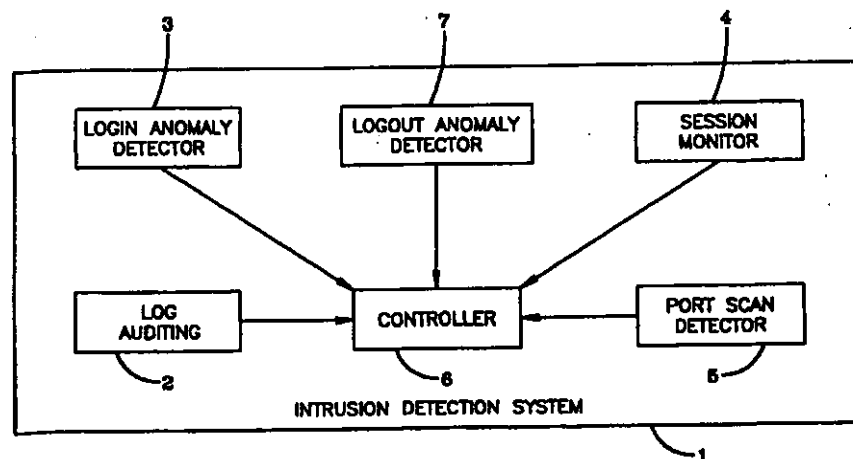 3
7
4
LOGIN ANOMALY
DETECTOR
LOGOUT ANOMALY
DETECTOR
SESSION
MONITOR
LOG
AUDITING
CONTROLLER
PORT SCAN
DETECTOR
2
6
5
INTRUSION DETECTION SYSTEM
1